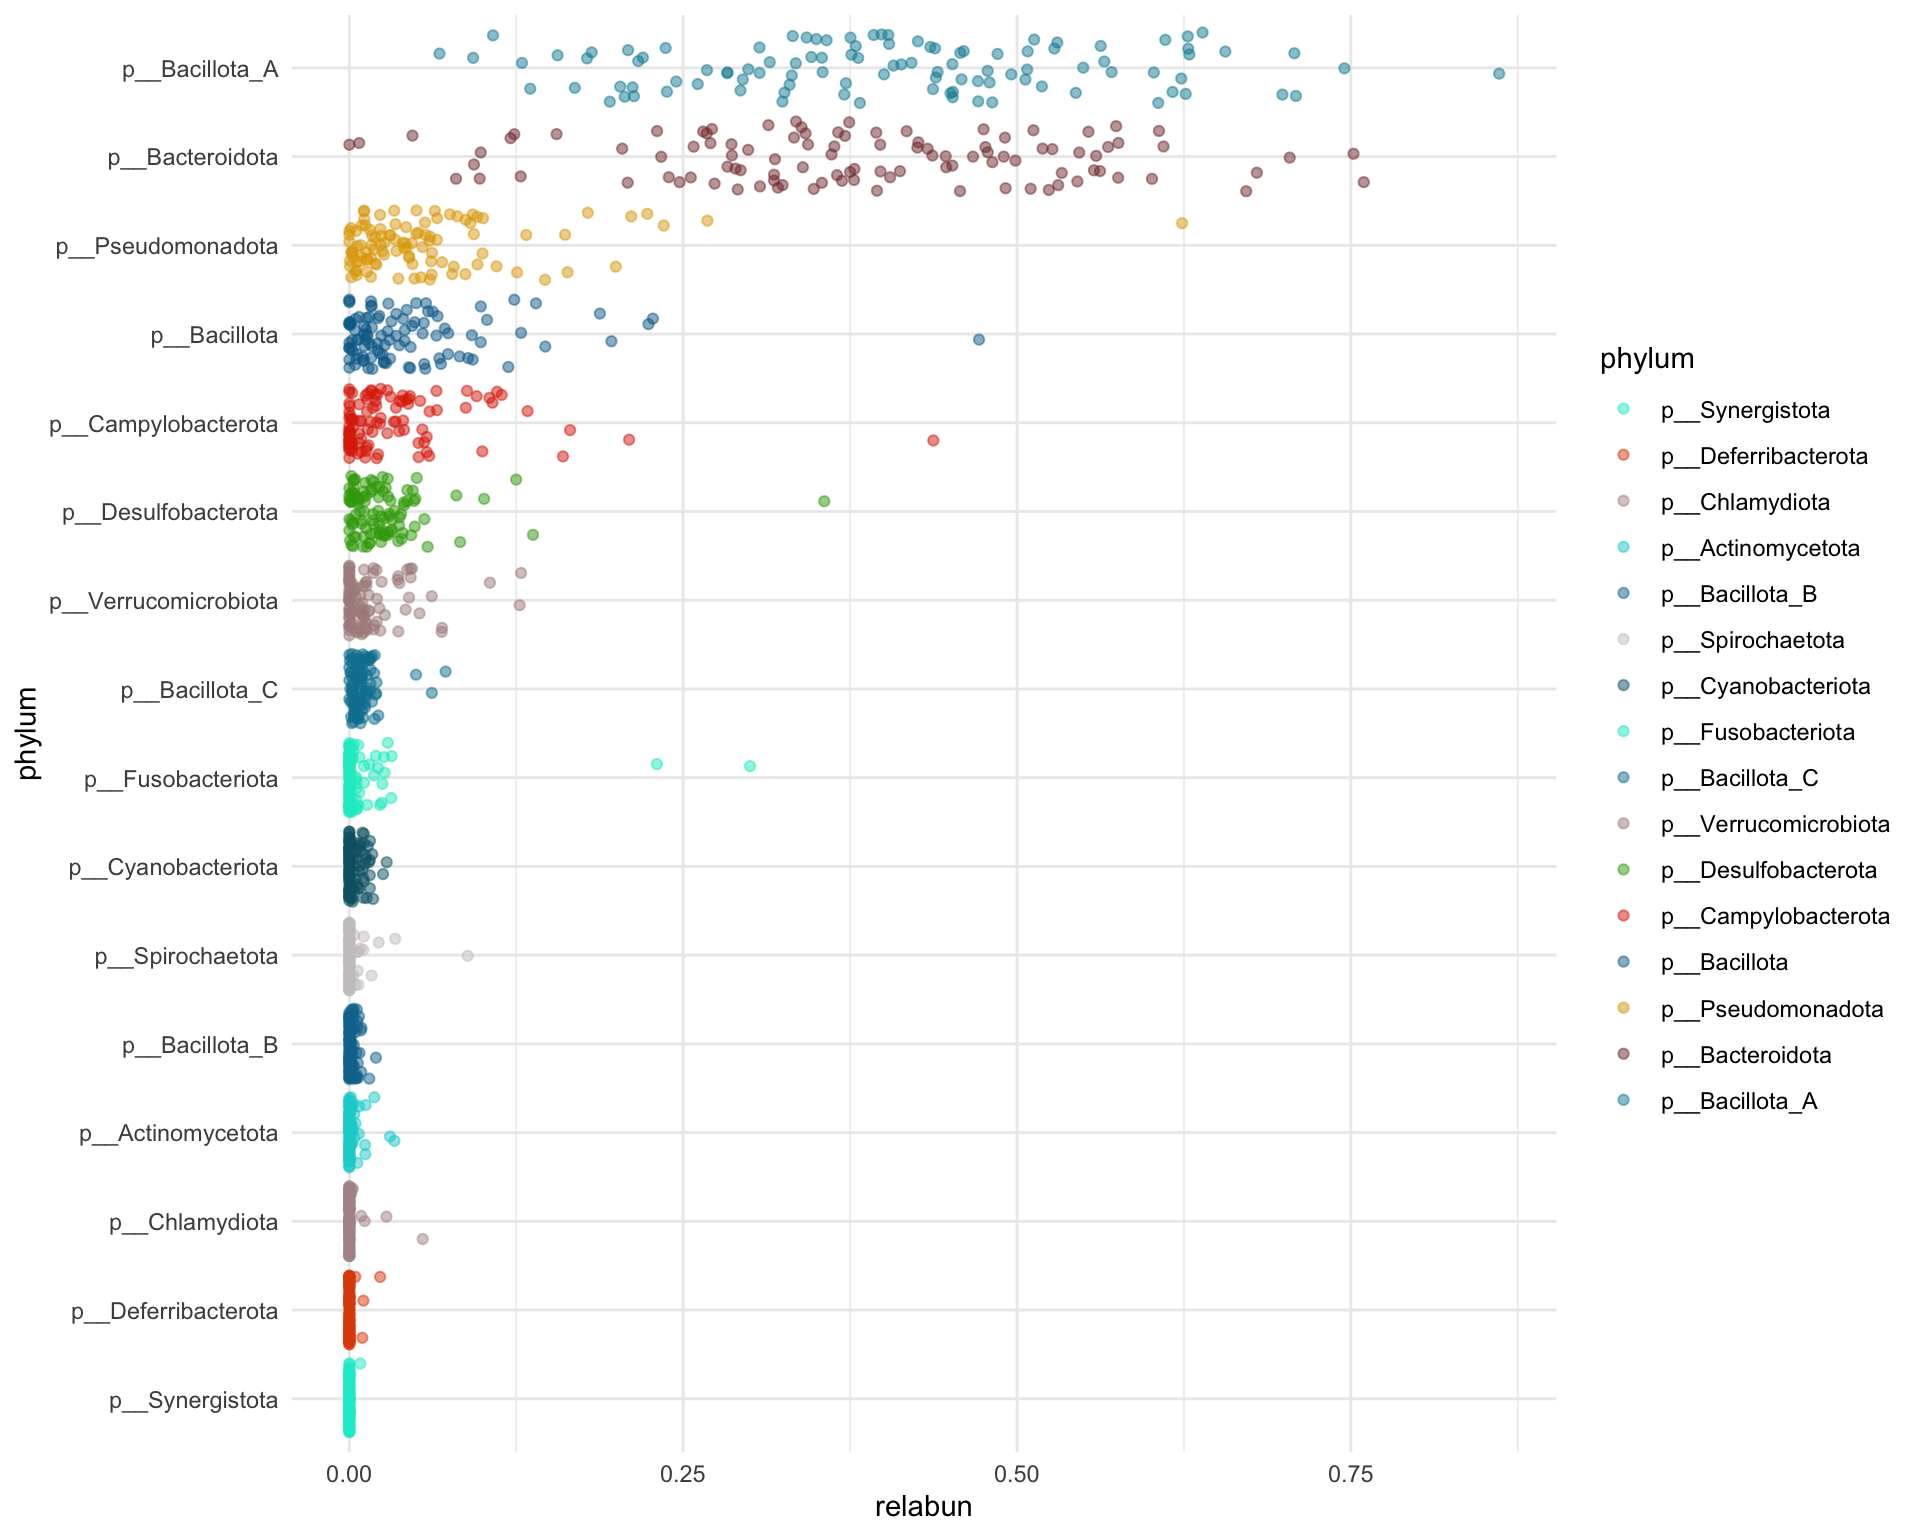 p__Bacillota_A
p__Bacteroidota
p__Pseudomonadota
p__Bacillota
p__Campylobacterota
p__Desulfobacterota
p__Verrucomicrobiota
p__Bacillota_C
p__Fusobacteriota
p__Cyanobacteriota
p__Spirochaetota
p__Bacillota_B
p__Actinomycetota
p__Chlamydiota
p__Deferribacterota
p__Synergistota
phylum
0.00 0.25 0.50 0.75
relabun
phylum
p__Synergistota
p__Deferribacterota
p__Chlamydiota
p__Actinomycetota
p__Bacillota_B
p__Spirochaetota
p__Cyanobacteriota
p__Fusobacteriota
p__Bacillota_C
p__Verrucomicrobiota
p__Desulfobacterota
p__Campylobacterota
p__Bacillota
p__Pseudomonadota
p__Bacteroidota
p__Bacillota_A